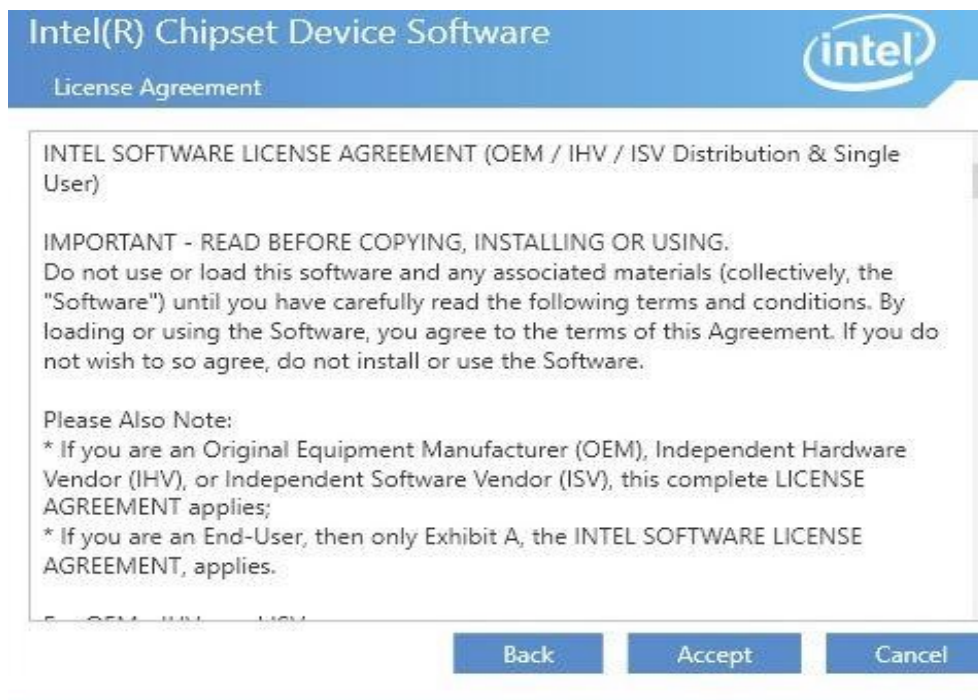 Intel(R) Chipset Device Software
intel
License Agreement
INTEL SOFTWARE LICENSE AGREEMENT (OEM / IHV / ISV Distribution & Single
User)
IMPORTANT - READ BEFORE COPYING, INSTALLING OR USING.
Do not use or load this software and any associated materials (collectively, the
"Software") until you have carefully read the following terms and conditions. By
loading or using the Software, you agree to the terms of this Agreement. If you do
not wish to so agree, do not install or use the Software.
Please Also Note:
* If you are an Original Equipment Manufacturer (OEM), Independent Hardware
Vendor (IHV), or Independent Software Vendor (ISV), this complete LICENSE
AGREEMENT applies;
* If you are an End-User, then only Exhibit A, the INTEL SOFTWARE LICENSE
AGREEMENT, applies.
Back Accept Cancel